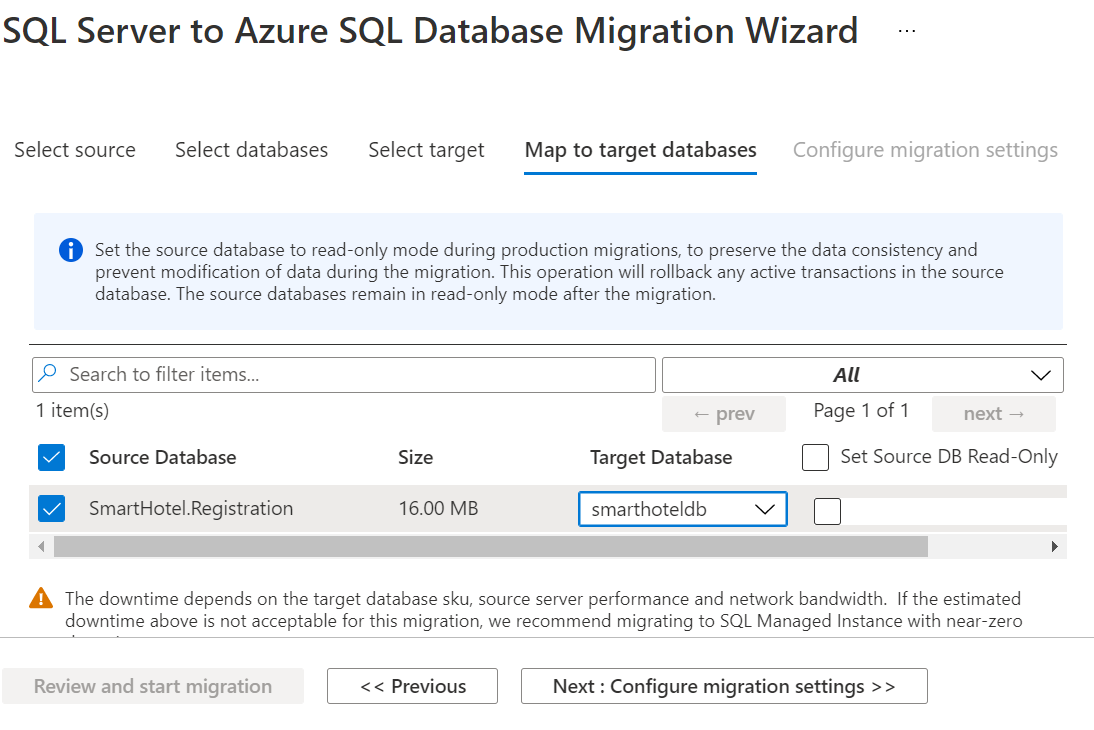 SQL Server to Azure SQL Database Migration Wizard ...
Select source Select databases Select target Map to target databases Configure migration settings
Set the source database to read-only mode during production migrations, to preserve the data consistency and
prevent modification of data during the migration. This operation will rollback any active transactions in the source
database. The source databases remain in read-only mode after the migration.
Search to filter items... All
1 item(s) ← prev Page 1 of 1 next →
Source Database Size Target Database Set Source DB Read-Only
SmartHotel.Registration 16.00 MB smarthoteldb
The downtime depends on the target database sku, source server performance and network bandwidth. If the estimated
downtime above is not acceptable for this migration, we recommend migrating to SQL Managed Instance with near-zero
Review and start migration << Previous Next : Configure migration settings >>